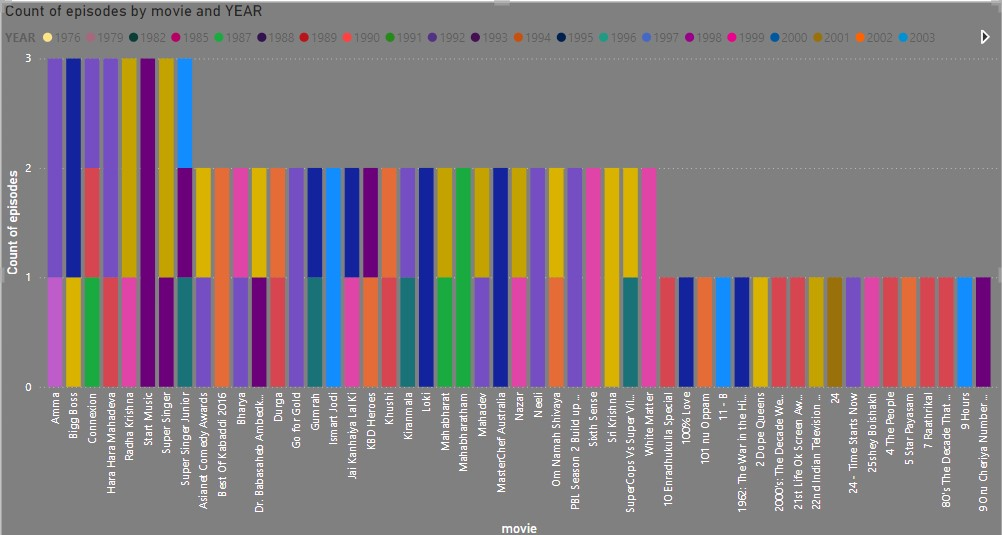 Count of episodes by movie and YEAR
YEAR 1976 1979 1982 1985 1987 1988 1989 1990 1991 1992 1993 1994 1995 1996 1997 1998 1999 2000 2001 2002 2003
Count of episodes
3
2
1
0
Amma
Bigg Boss
Connexion
Hara Hara Mahadeva
Radha Krishna
Start Music
Super Singer
Super Singer Junior
Asianet Comedy Awards
Best Of Kabaddi 2016
Bharya
Dr. Babasaheb Ambedk...
Durga
Go for Gold
Gumrah
Ismart Jodi
Jai Kanhaiya Lal Ki
KBD Heroes
Khushi
Kiranmala
Loki
Mahabharat
Mahabharatham
Mahadev
MasterChef Australia
Nazar
Neeli
Om Namah Shivaya
PBL Season 2 Build up ...
Sixth Sense
Sri Krishna
SuperCops Vs Super Vil...
White Matter
10 Enradhukulla Special
100% Love
101 nu Oppam
11 - B
1962: The War in the Hi...
2 Dope Queens
2000's: The Decade We...
21st Life Ok Screen Aw...
22nd Indian Television ...
24 - Time Starts Now
25shey Boishakh
4 The People
5 Star Payasam
7 Raathrikal
80's The Decade That ...
9 Hours
9 Oru Cheriya Number ...
movie